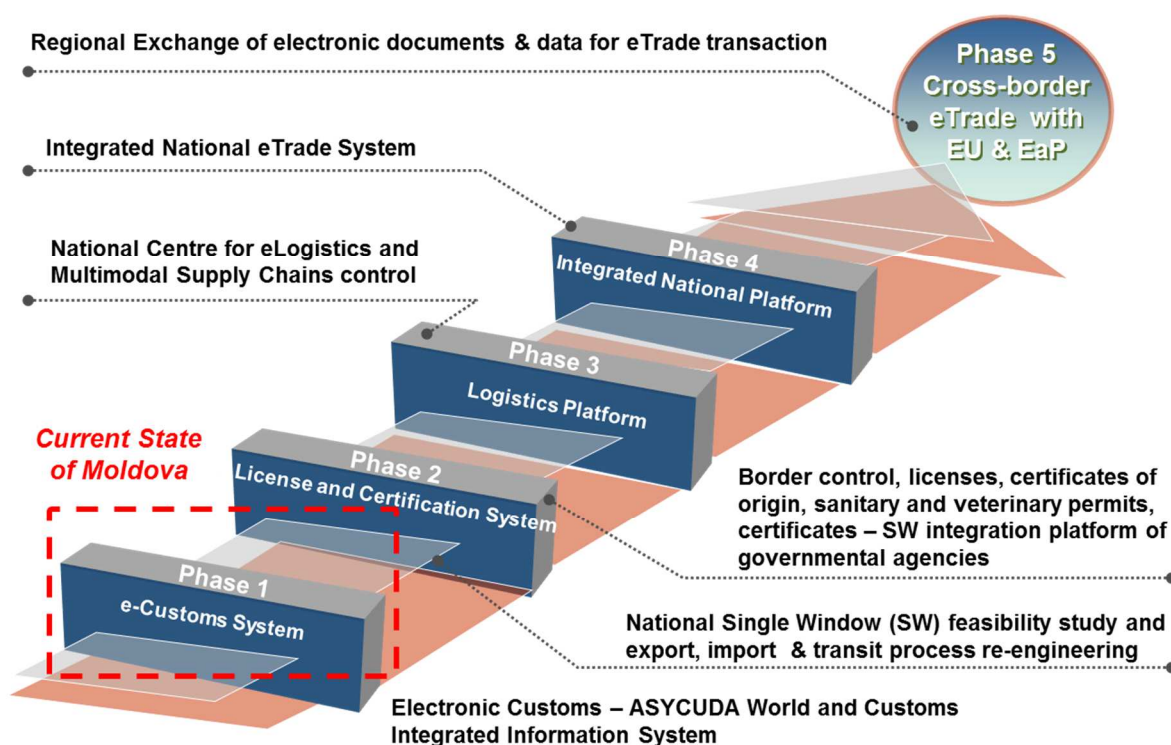 Regional Exchange of electronic documents & data for eTrade transaction
Phase 5
Cross-border
eTrade with
EU & EaP
Integrated National eTrade System
National Centre for eLogistics and
Multimodal Supply Chains control
Phase 4
Integrated National Platform
Phase 3
Logistics Platform
Current State
of Moldova
Phase 2
License and Certification System
Border control, licenses, certificates of
origin, sanitary and veterinary permits,
certificates – SW integration platform of
governmental agencies
Phase 1
e-Customs System
National Single Window (SW) feasibility study and
export, import & transit process re-engineering
Electronic Customs – ASYCUDA World and Customs
Integrated Information System